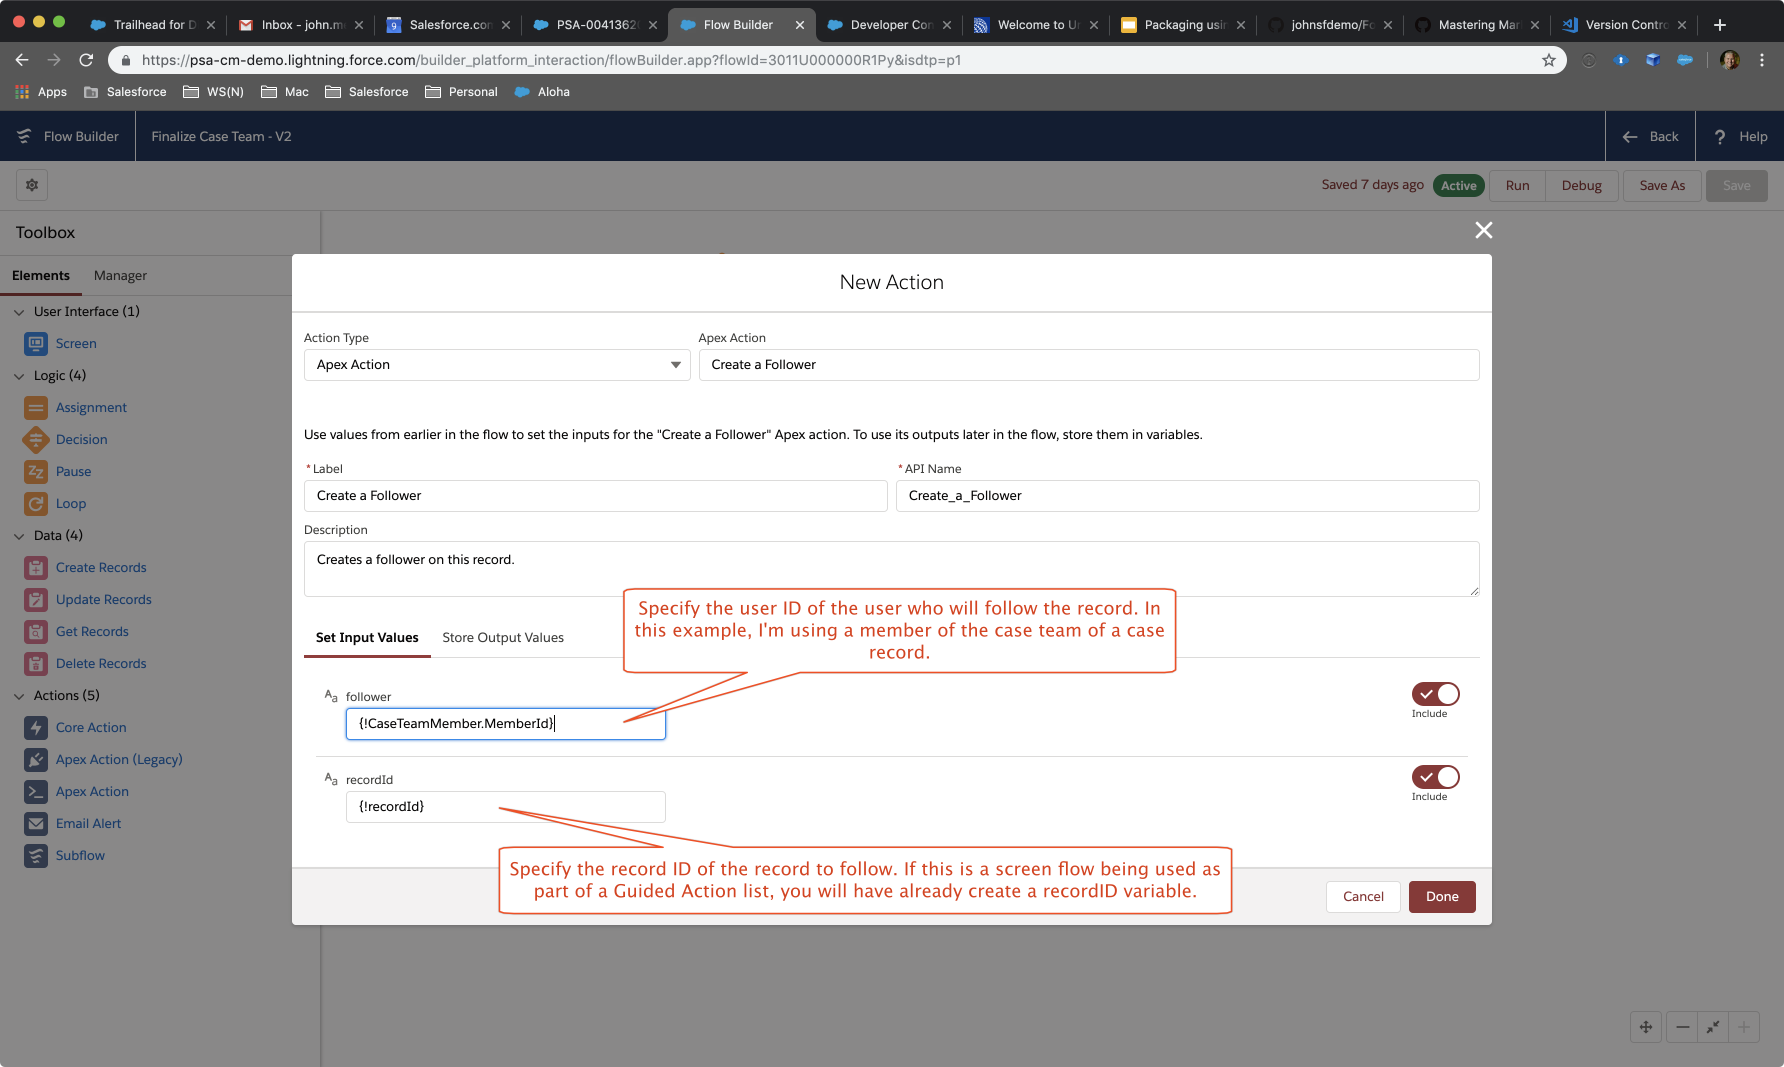 Trailhead for D
Inbox - john.m
Salesforce.con
PSA-0041362
Flow Builder
Developer Con
Welcome to Ur
Packaging usin
johnsfdemo/Fo
Mastering Mar
Version Contro
https://psa-cm-demo.lightning.force.com/builder_platform_interaction/flowBuilder.app?flowId=3011U000000R1Py&isdtp=p1
Apps Salesforce WS(N) Mac Salesforce Personal Aloha
Flow Builder Finalize Case Team - V2 Back ? Help
Saved 7 days ago Active Run Debug Save As Save
Toolbox
Elements Manager
User Interface (1)
Screen
Logic (4)
Assignment
Decision
Pause
Loop
Data (4)
Create Records
Update Records
Get Records
Delete Records
Actions (5)
Core Action
Apex Action (Legacy)
Apex Action
Email Alert
Subflow
New Action
Action Type Apex Action
Apex Action Create a Follower
Use values from earlier in the flow to set the inputs for the "Create a Follower" Apex action. To use its outputs later in the flow, store them in variables.
* Label * API Name
Create a Follower Create_a_Follower
Description
Creates a follower on this record.
Specify the user ID of the user who will follow the record. In
this example, I'm using a member of the case team of a case
record.
Set Input Values Store Output Values
Aa follower
{!CaseTeamMember.MemberId}
Include
Aa recordId
{!recordId}
Include
Specify the record ID of the record to follow. If this is a screen flow being used as
part of a Guided Action list, you will have already create a recordID variable.
Cancel Done